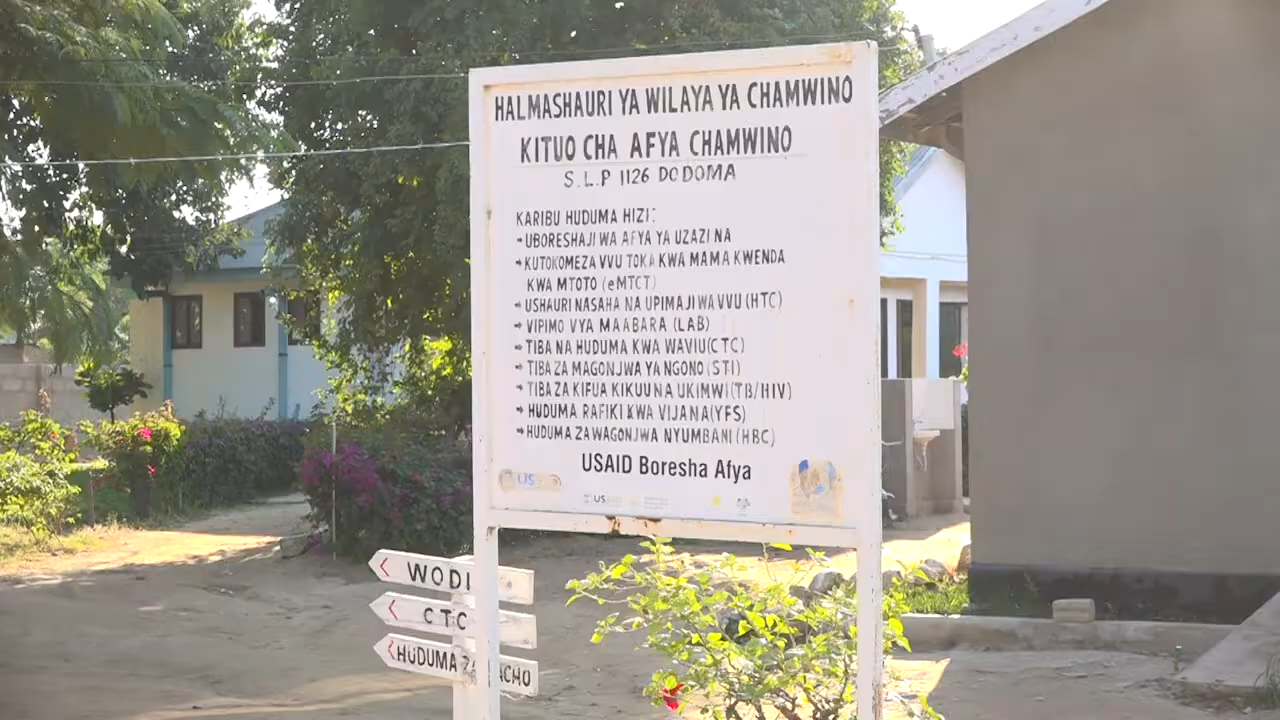 HALMASHAURI YA WILAYA YA CHAMWINO
KITUO CHA AFYA CHAMWINO
S.L.P 1126 DODOMA
KARIBU HUDUMA HIZI:
→UBORESHAJI WA AFYA YA UZAZI NA
→KUTOKOMEZA VVU TOKA KWA MAMA KWENDA
KWA MTOTO (eMTCT)
→USHAURI NASAHA NA UPIMAJI WA VVU (HTC)
→VIPIMO VYA MAABARA (LAB)
→TIBA NA HUDUMA KWA WAVIU(CTC)
→TIBA ZA MAGONJWA YA NGONO (STI)
→TIBA ZA KIFUA KIKUU NA UKIMWI (TB/HIV)
→HUDUMA RAFIKI KWA VIJANA(YFS)
→HUDUMA ZA WAGONJWA NYUMBANI (HBC)
USAID Boresha Afya
USAID
USAID
WODI
CTC
HUDUMA ZA